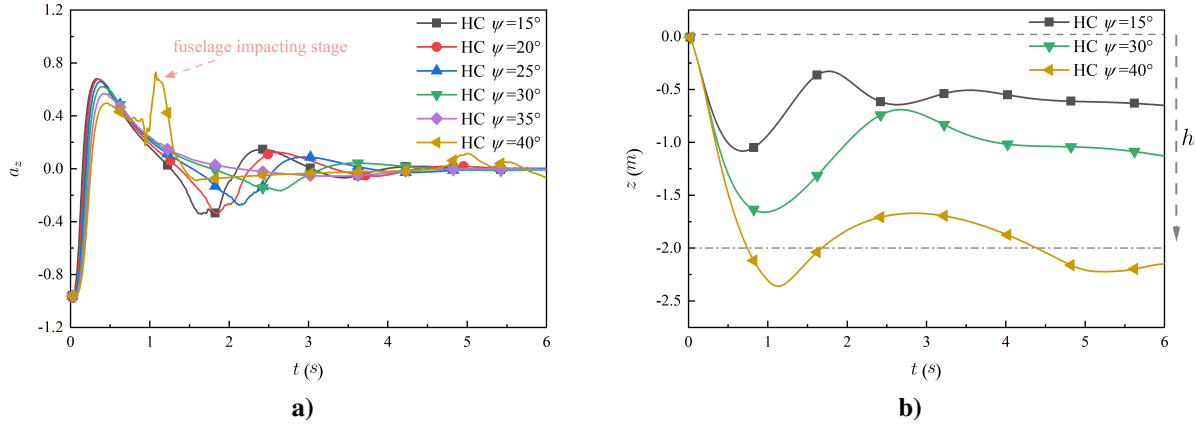 1.2
0.8
0.4
0.0
-0.4
-0.8
-1.2
a_z
0 1 2 3 4 5 6
t (s)
HC ψ=15°
HC ψ=20°
HC ψ=25°
HC ψ=30°
HC ψ=35°
HC ψ=40°
fuselage impacting stage
a)
0.0
-0.5
-1.0
-1.5
-2.0
-2.5
z (m)
0 1 2 3 4 5 6
t (s)
HC ψ=15°
HC ψ=30°
HC ψ=40°
h
b)